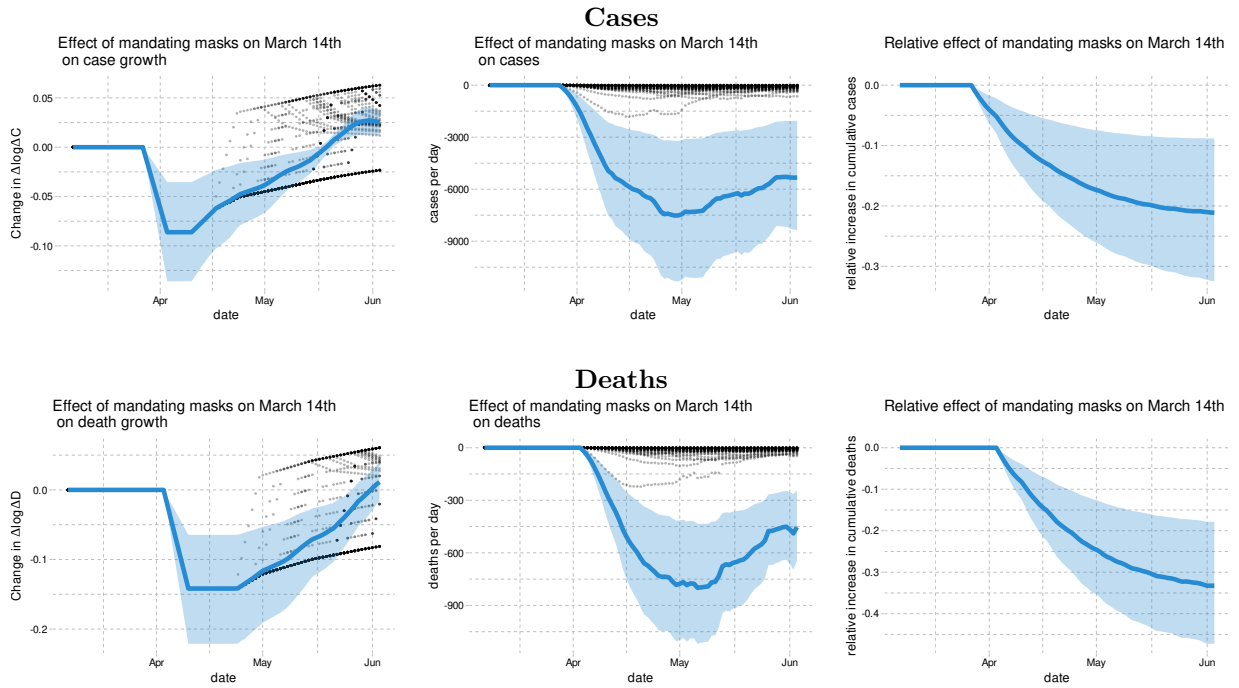 Cases
Effect of mandating masks on March 14th
on case growth
Change in ΔlogΔC
0.05
0.00
-0.05
-0.10
Apr
May
Jun
date
Effect of mandating masks on March 14th
on cases
cases per day
0
-3000
-6000
-9000
Apr
May
Jun
date
Relative effect of mandating masks on March 14th
relative increase in cumulative cases
0.0
-0.1
-0.2
-0.3
Apr
May
Jun
date
Deaths
Effect of mandating masks on March 14th
on death growth
Change in ΔlogΔD
0.0
-0.1
-0.2
Apr
May
Jun
date
Effect of mandating masks on March 14th
on deaths
deaths per day
0
-300
-600
-900
Apr
May
Jun
date
Relative effect of mandating masks on March 14th
relative increase in cumulative deaths
0.0
-0.1
-0.2
-0.3
-0.4
Apr
May
Jun
date